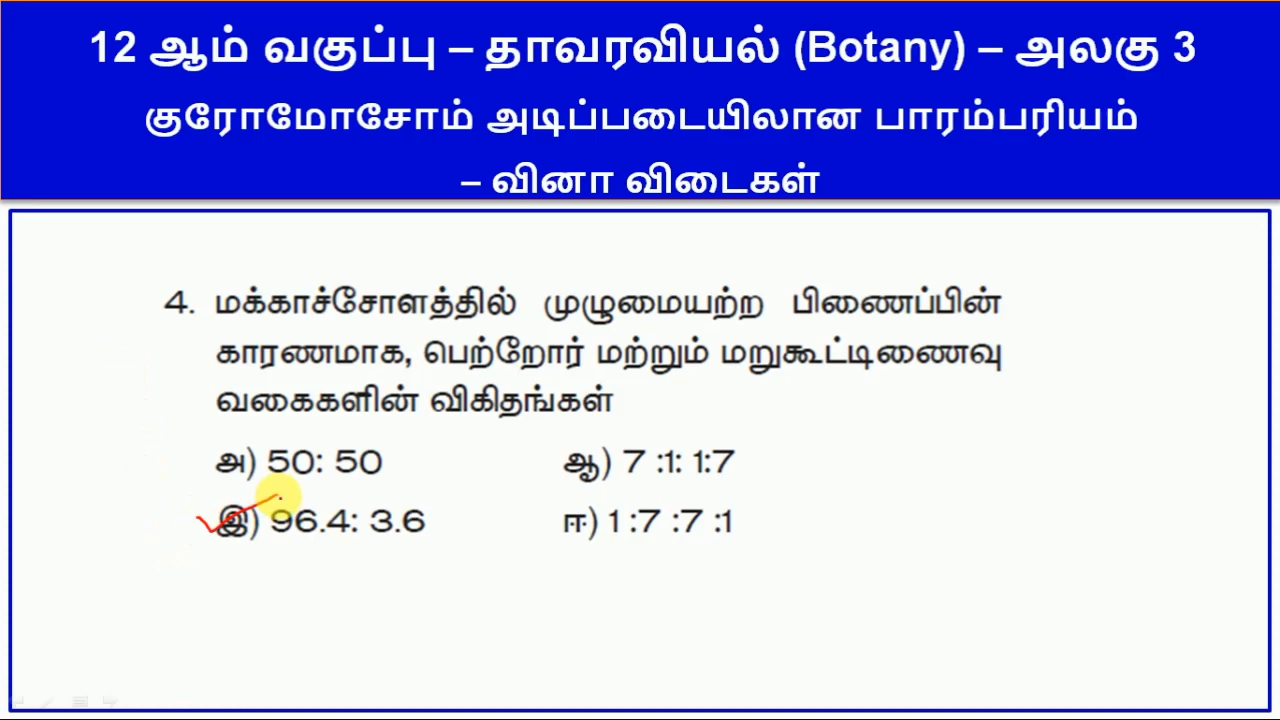 12 ஆம் வகுப்பு – தாவரவியல் (Botany) – அலகு 3
குரோமோசோம் அடிப்படையிலான பாரம்பரியம்
– வினா விடைகள்
4. மக்காச்சோளத்தில் முழுமையற்ற பிணைப்பின்
காரணமாக, பெற்றோர் மற்றும் மறுகூட்டிணைவு
வகைகளின் விகிதங்கள்
அ) 50: 50 ஆ) 7 :1: 1:7
இ) 96.4: 3.6 ஈ) 1 :7 :7 :1